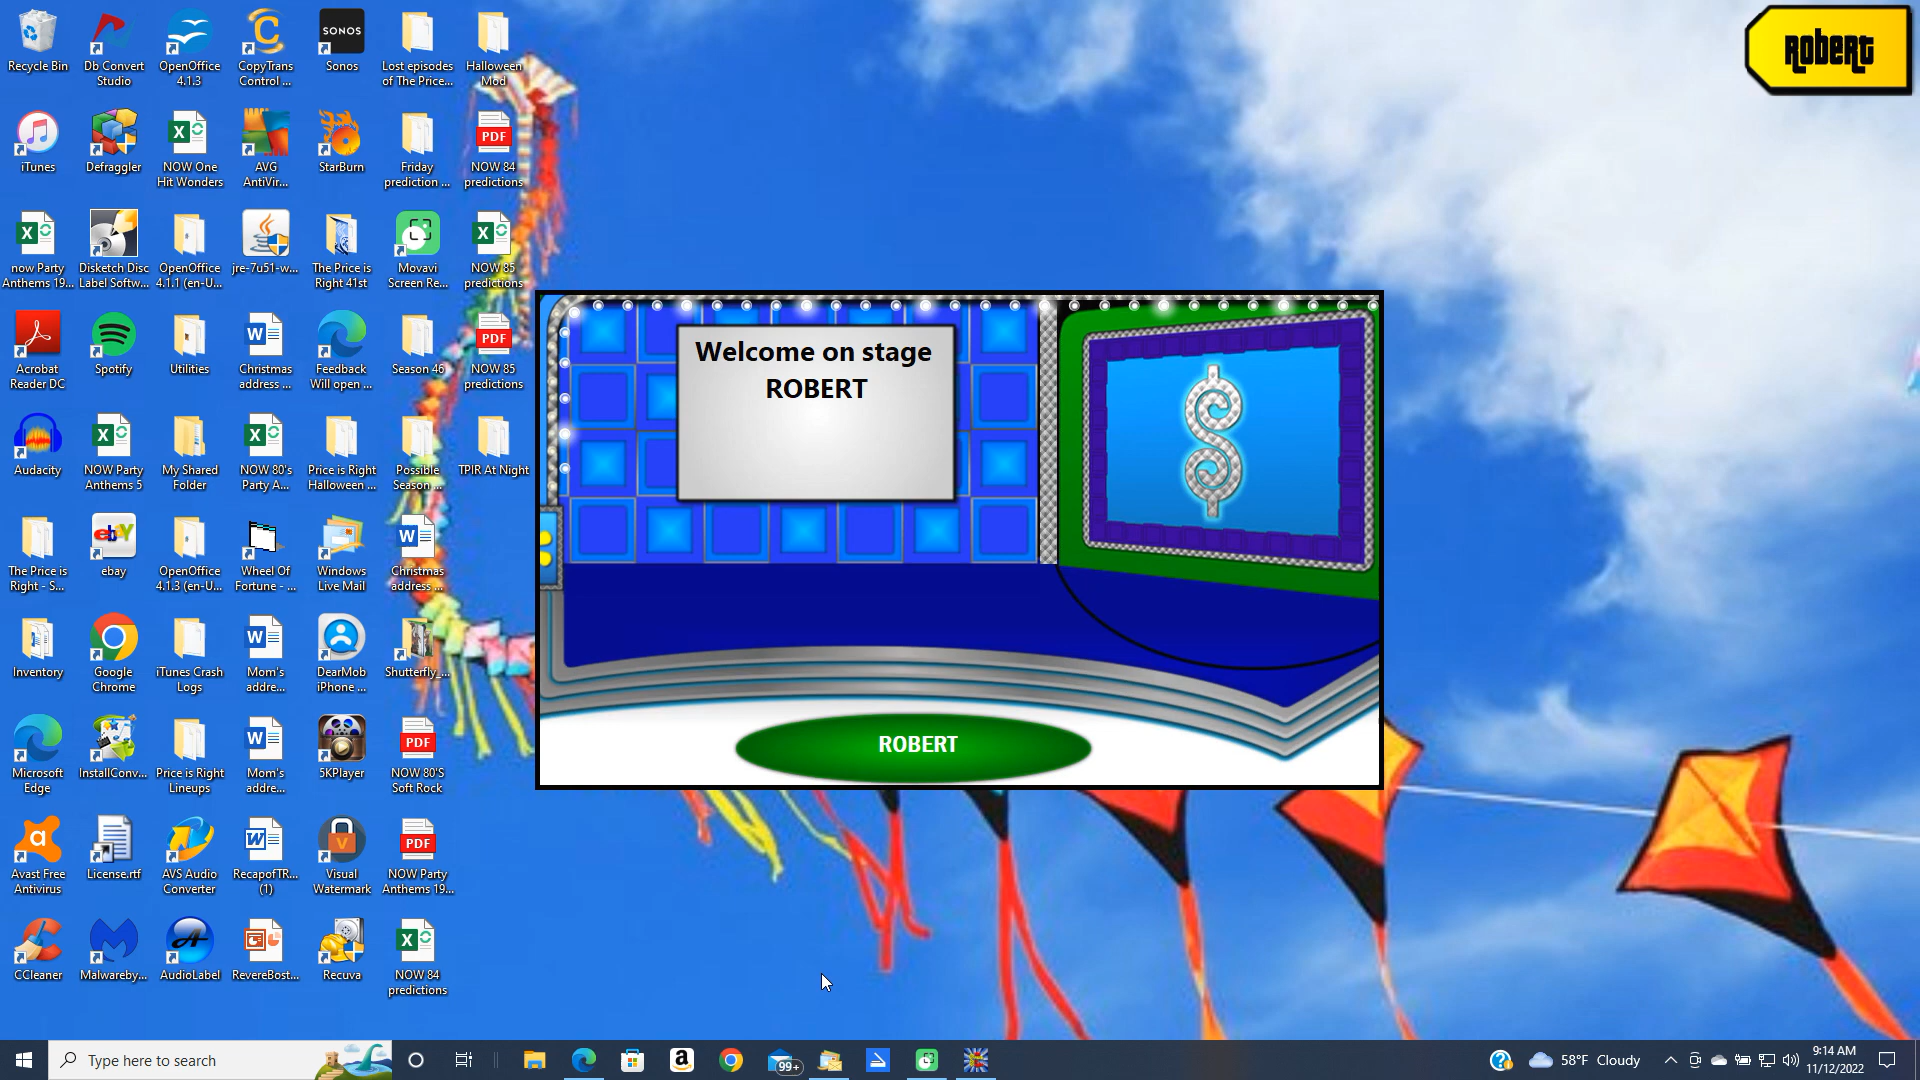 Recycle Bin
Db Convert
Studio
OpenOffice
4.1.3
CopyTrans
Control ...
SONOS
Sonos
Lost episodes
of The Price...
Halloween
Mod
ROBERT
iTunes
Defraggler
NOW One
Hit Wonders
AVG
AntiVir...
StarBurn
Friday
prediction ...
PDF
NOW 84
predictions
now Party
Anthems 19...
Disketch Disc
Label Softw...
OpenOffice
4.1.1 (en-U...
jre-7u51-w...
The Price is
Right 41st
Movavi
Screen Re...
NOW 85
predictions
Acrobat
Reader DC
Spotify
Utilities
Christmas
address ...
Feedback
Will open ...
Season 46
PDF
NOW 85
predictions
Welcome on stage
ROBERT
Audacity
NOW Party
Anthems 5
My Shared
Folder
NOW 80's
Party A...
Price is Right
Halloween ...
Possible
Season ...
TPIR At Night
The Price is
Right - S...
ebay
ebay
OpenOffice
4.1.3 (en-U...
Wheel Of
Fortune - ...
Windows
Live Mail
Christmas
address ...
Inventory
Google
Chrome
iTunes Crash
Logs
Mom's
addre...
DearMob
iPhone ...
Shutterfly_...
Microsoft
Edge
InstallConv...
Price is Right
Lineups
Mom's
addre...
5KPlayer
PDF
NOW 80'S
Soft Rock
ROBERT
Avast Free
Antivirus
License.rtf
AVS Audio
Converter
RecapofTR...
(1)
Visual
Watermark
PDF
NOW Party
Anthems 19...
CCleaner
Malwareby...
AudioLabel
RevereBost...
Recuva
NOW 84
predictions
Type here to search
99+
58°F Cloudy
9:14 AM
11/12/2022